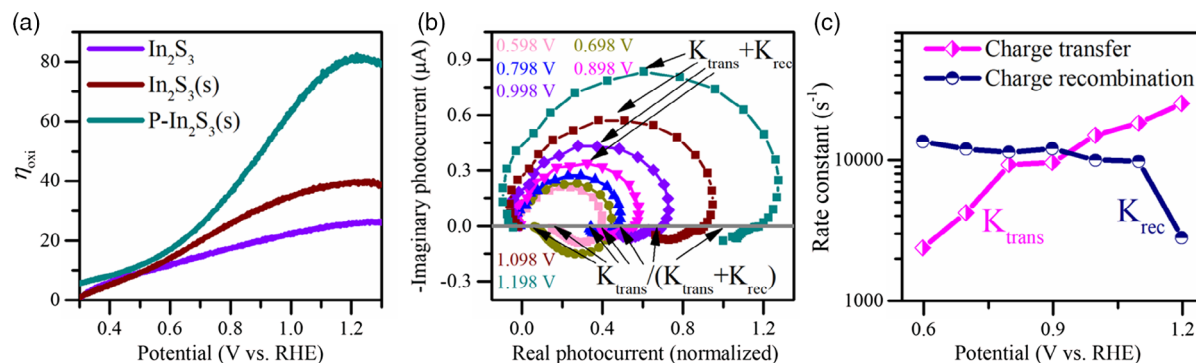 (a)
In2S3
In2S3(s)
P-In2S3(s)
ηoxi
80
60
40
20
0
0.4 0.6 0.8 1.0 1.2
Potential (V vs. RHE)
(b)
0.598 V 0.698 V
0.798 V 0.898 V
0.998 V
Ktrans+Krec
-Imaginary photocurrent (μA)
0.9
0.6
0.3
0.0
-0.3
1.098 V
1.198 V
Ktrans/(Ktrans+Krec)
0.0 0.4 0.8 1.2
Real photocurrent (normalized)
(c)
Charge transfer
Charge recombination
Rate constant (s-1)
10000
1000
Ktrans
Krec
0.6 0.9 1.2
Potential (V vs. RHE)